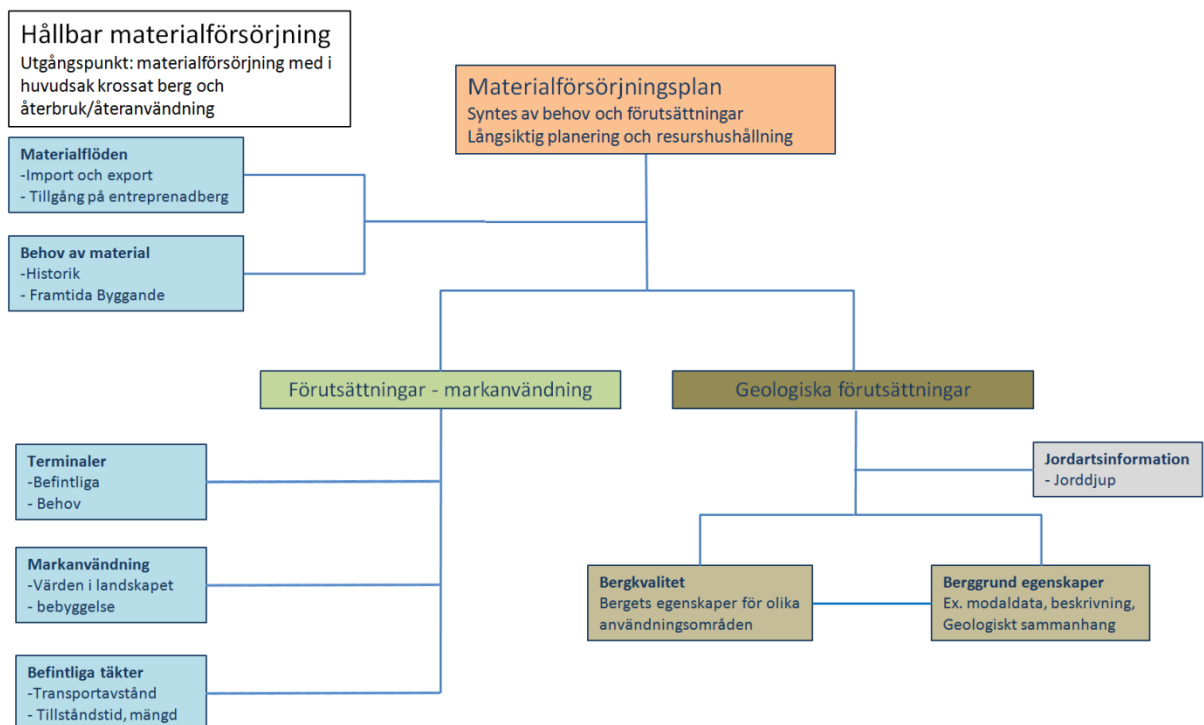 Hållbar materialförsörjning
Utgångspunkt: materialförsörjning med i
huvudsak krossat berg och
återbruk/återanvändning
Materialförsörjningsplan
Syntes av behov och förutsättningar
Långsiktig planering och resurshushållning
Materialflöden
-Import och export
- Tillgång på entreprenadberg
Behov av material
-Historik
- Framtida Byggande
Förutsättningar - markanvändning
Geologiska förutsättningar
Terminaler
-Befintliga
- Behov
Jordartsinformation
- Jorddjup
Markanvändning
-Värden i landskapet
- bebyggelse
Bergkvalitet
Bergets egenskaper för olika
användningsområden
Berggrund egenskaper
Ex. modaldata, beskrivning,
Geologiskt sammanhang
Befintliga täkter
-Transportavstånd
- Tillståndstid, mängd